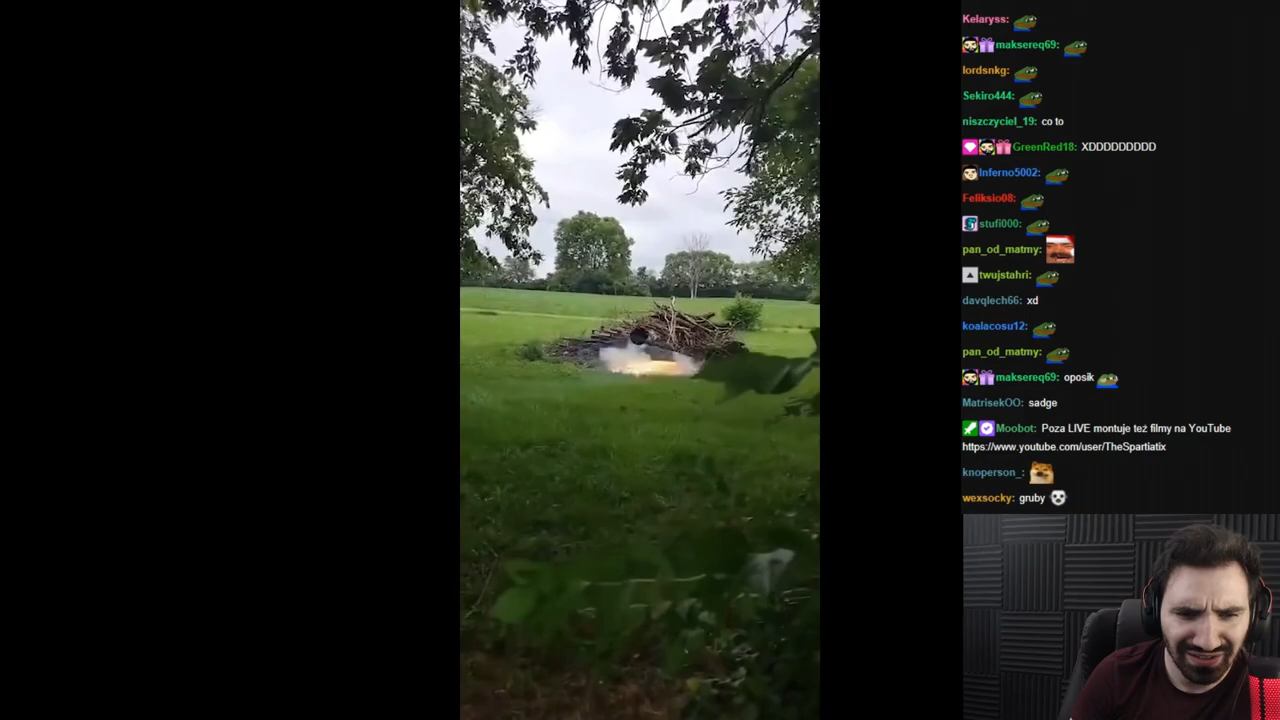 Kelaryss:
maksereq69:
lordsnkg:
Sekiro444:
niszczyciel_19: co to
GreenRed18: XDDDDDDDDD
Inferno5002:
Feliksio08:
stufi000:
pan_od_matmy:
twujstahri:
davqlech66: xd
koalacosu12:
pan_od_matmy:
maksereq69: oposik
MatrisekOO: sadge
Moobot: Poza LIVE montuje też filmy na YouTube
https://www.youtube.com/user/TheSpartiatix
knoperson_:
wexsocky: gruby